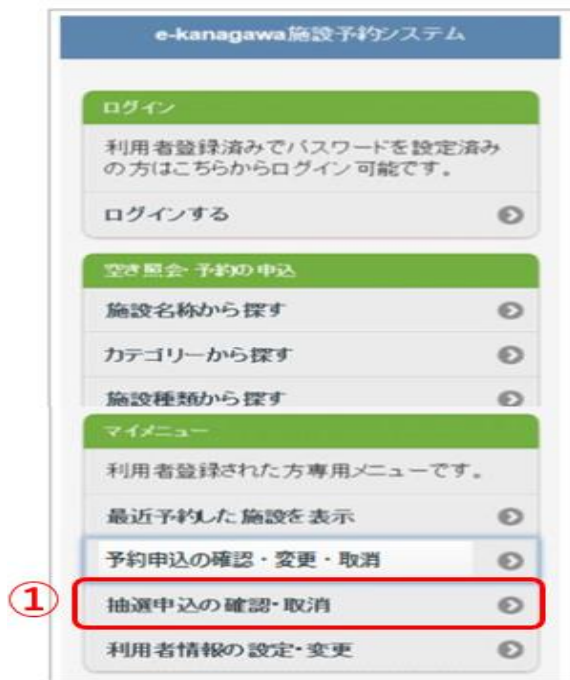 e-kanagawa施設予約システム
ログイン
利用者登録済みでパスワードを設定済み
の方はこちらからログイン可能です。
ログインする
空き照会・予約の申込
施設名称から探す
カテゴリーから探す
施設種類から探す
マイメニュー
利用者登録された方専用メニューです。
最近予約した施設を表示
予約申込の確認・変更・取消
① 抽選申込の確認・取消
利用者情報の設定・変更